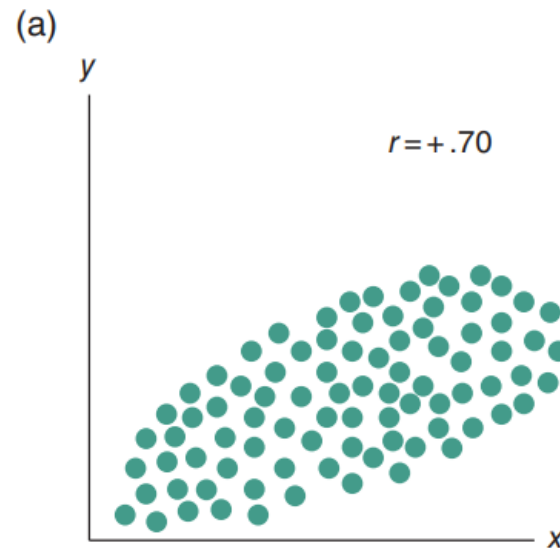 (a)
y
r = + .70
x